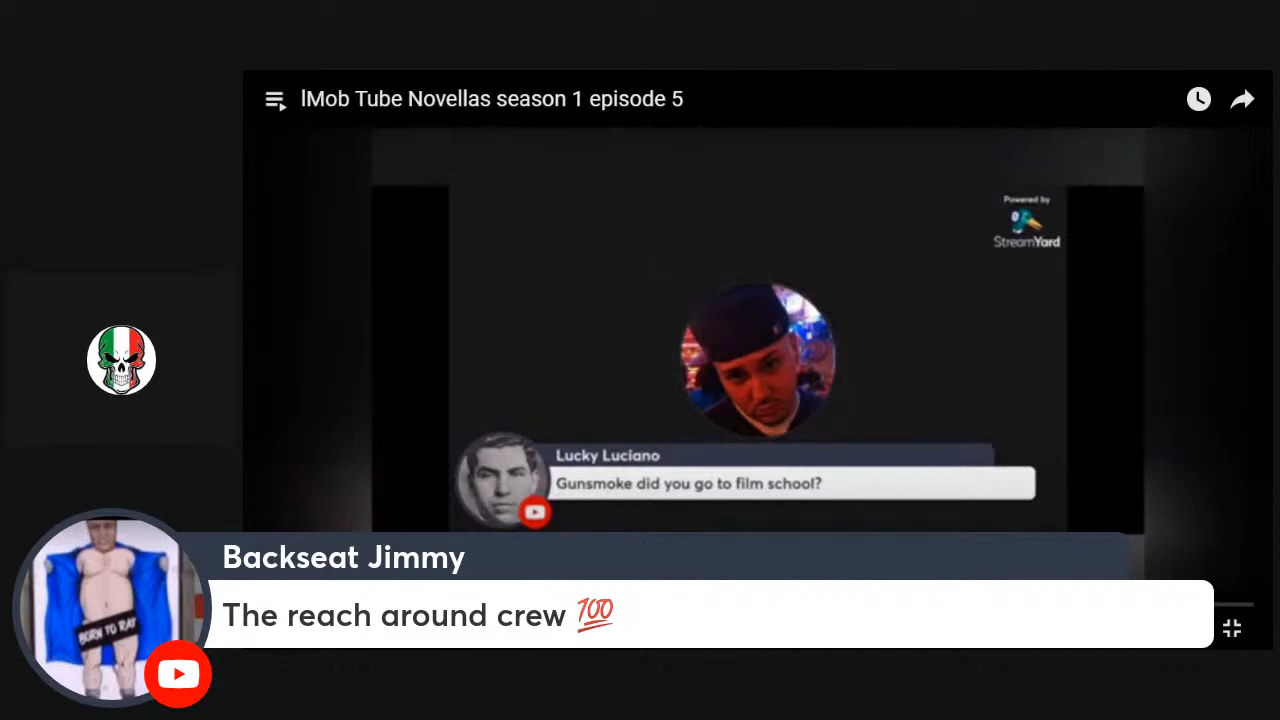 lMob Tube Novellas season 1 episode 5
Powered by
StreamYard
Lucky Luciano
Gunsmoke did you go to film school?
Backseat Jimmy
The reach around crew 💯
BORN TO RAT